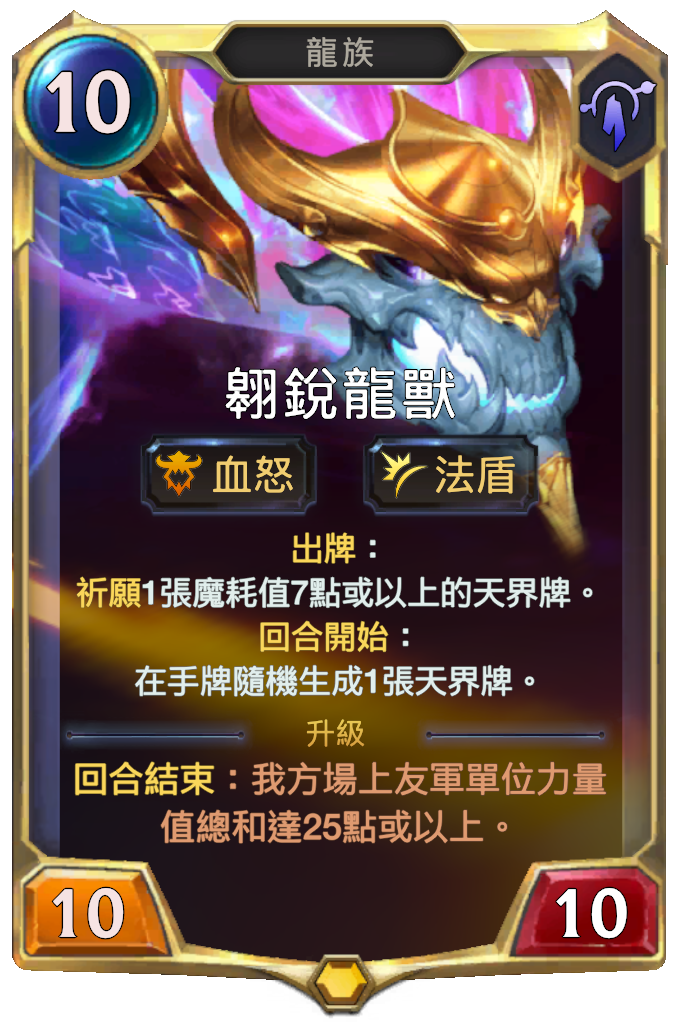 龍族
10
翱銳龍獸
血怒
法盾
出牌：
祈願1張魔耗值7點或以上的天界牌。
回合開始：
在手牌隨機生成1張天界牌。
升級
回合結束：我方場上友軍單位力量
值總和達25點或以上。
10
10